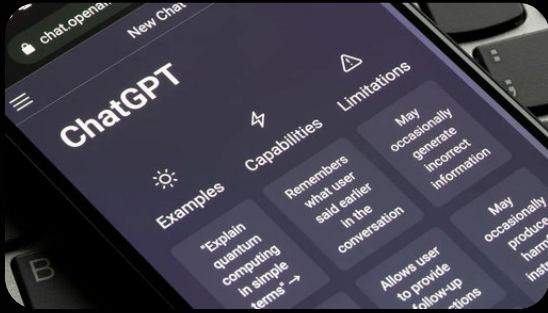 chat.openai
New Chat
ChatGPT
Examples
"Explain
quantum
computing
in simple
terms" →
Capabilities
Remembers
what user
said earlier
in the
conversation
Allows user
to provide
follow-up
Limitations
May
occasionally
generate
incorrect
information
May
occasionally
produce
B